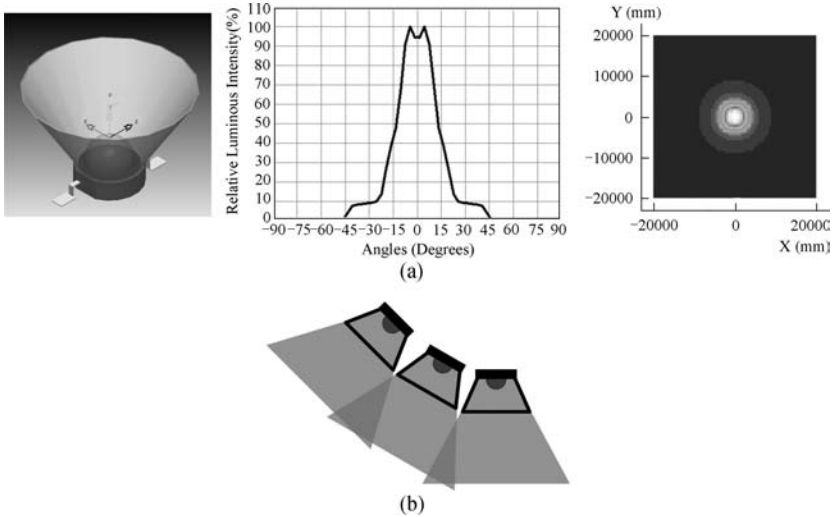 Relative Luminous Intensity(%)
110
100
90
80
70
60
50
40
30
20
10
0
−90 −75 −60 −45 −30 −15 0 15 30 45 60 75 90
Angles (Degrees)
Y (mm)
20000
10000
0
−10000
−20000
−20000 0 20000
X (mm)
(a)
(b)